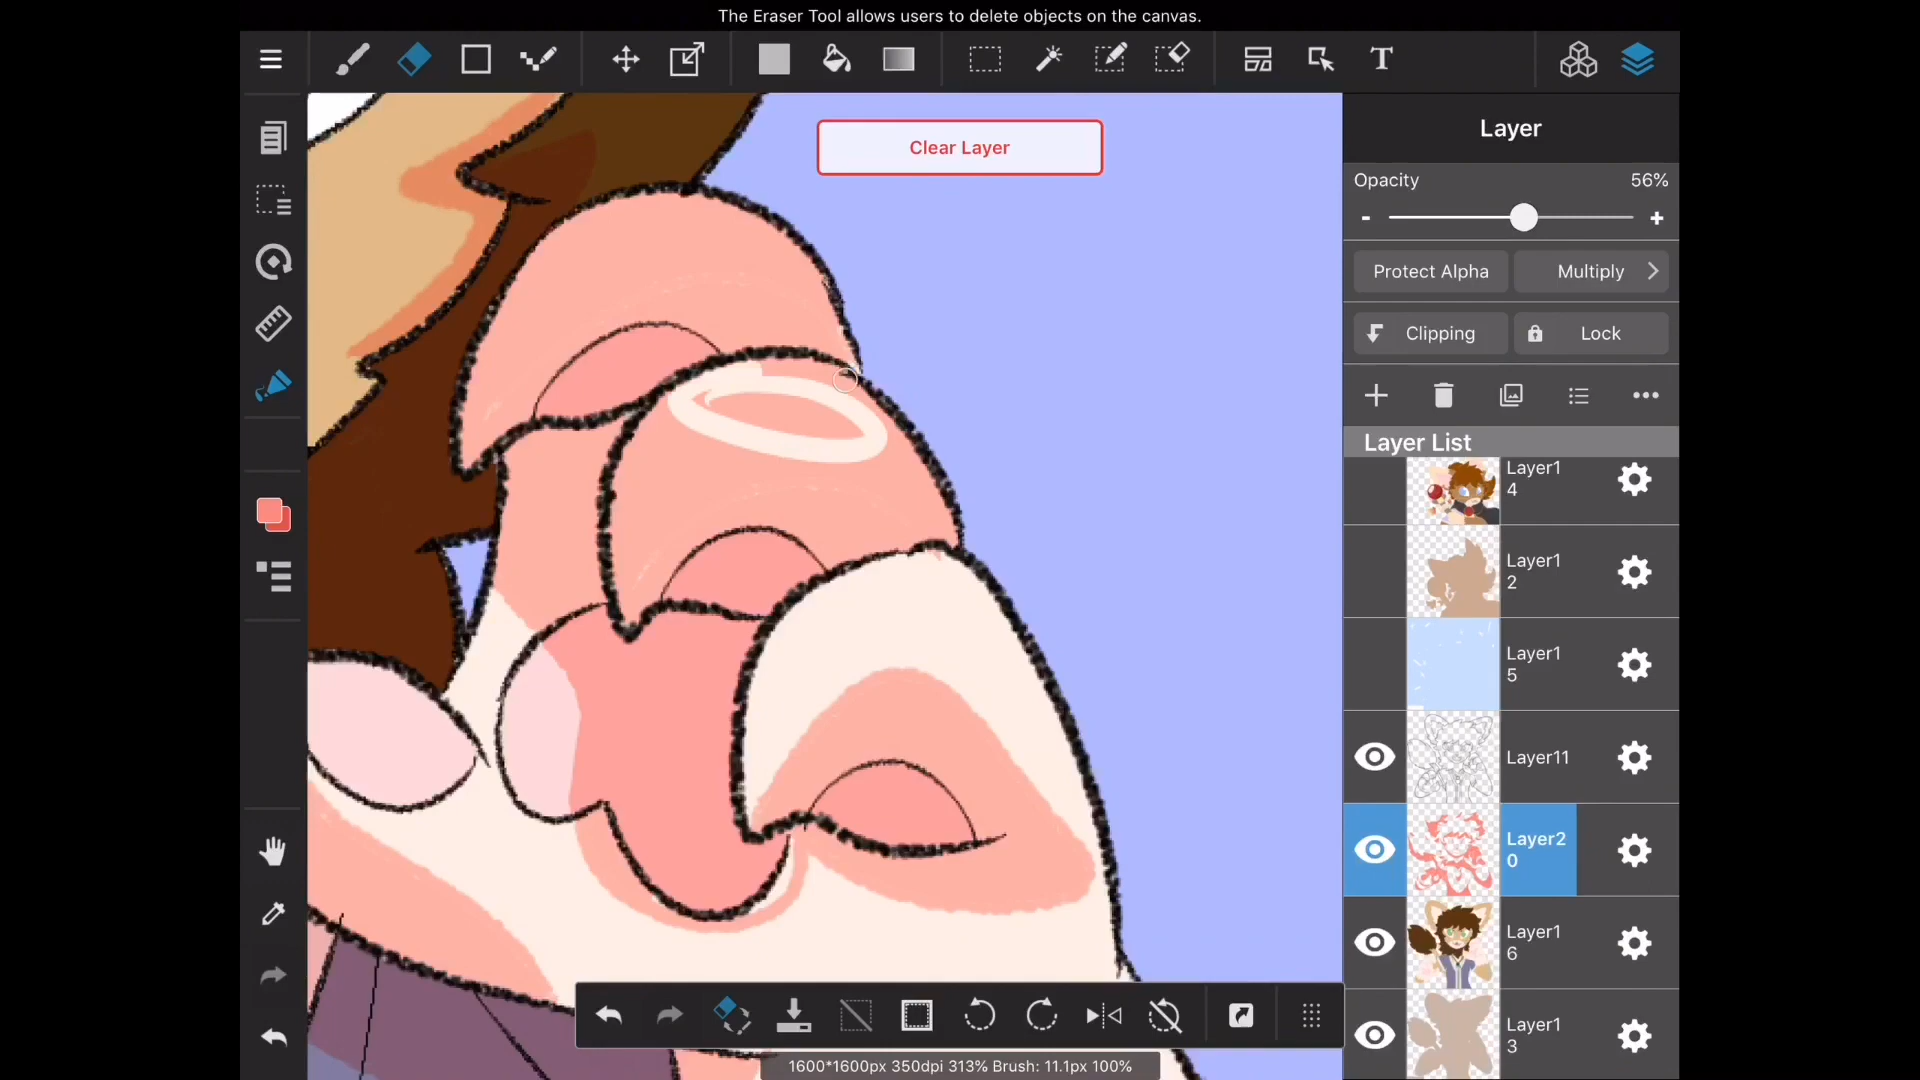 The Eraser Tool allows users to delete objects on the canvas.
T
Clear Layer
Layer
Opacity 56%
- +
Protect Alpha Multiply
Clipping Lock
Layer List
Layer1
4
Layer1
2
Layer1
5
Layer11
Layer2
0
Layer1
6
Layer1
3
1600*1600px 350dpi 313% Brush: 11.1px 100%